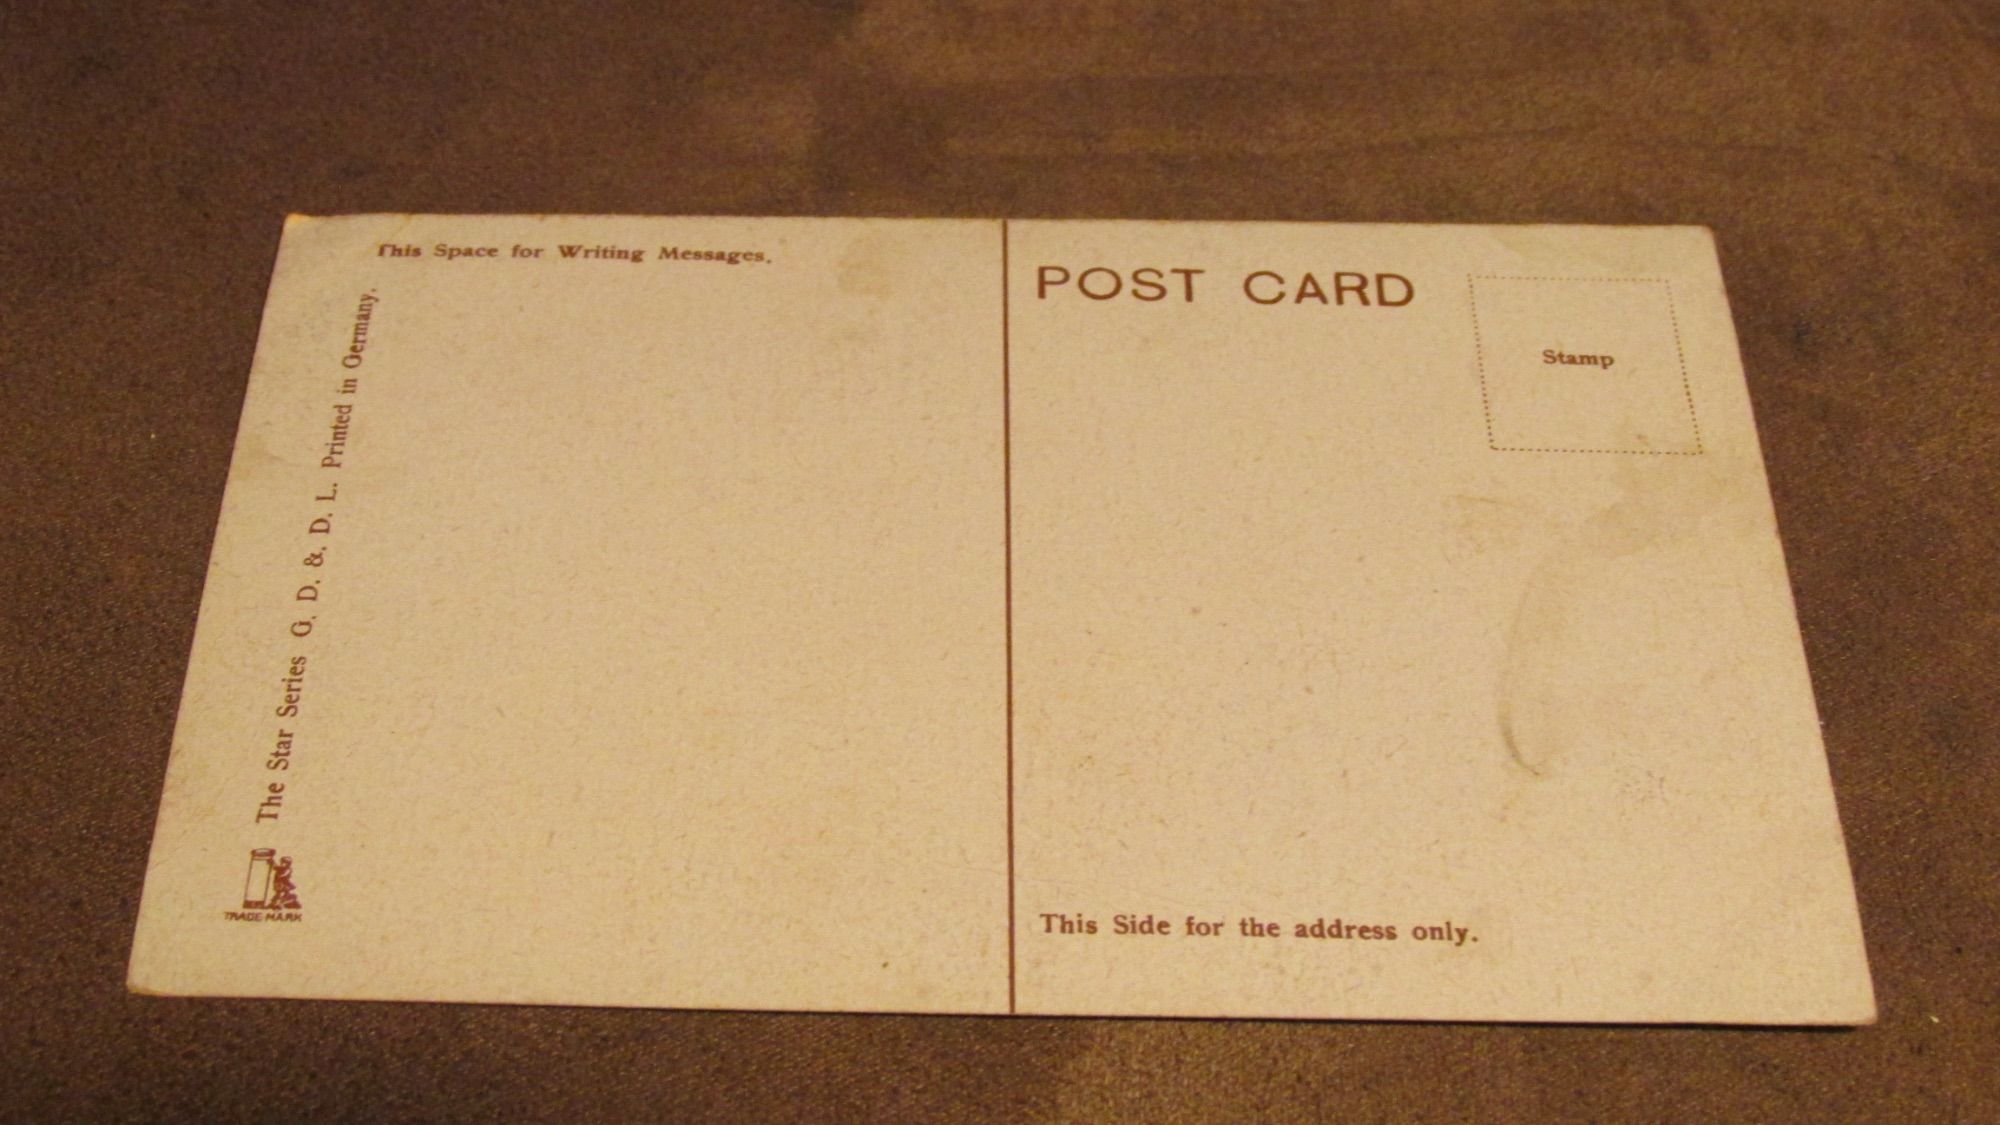 This Space for Writing Messages.
POST CARD
Stamp
The Star Series G. D. & D. L. Printed in Germany.
TRADE MARK
This Side for the address only.